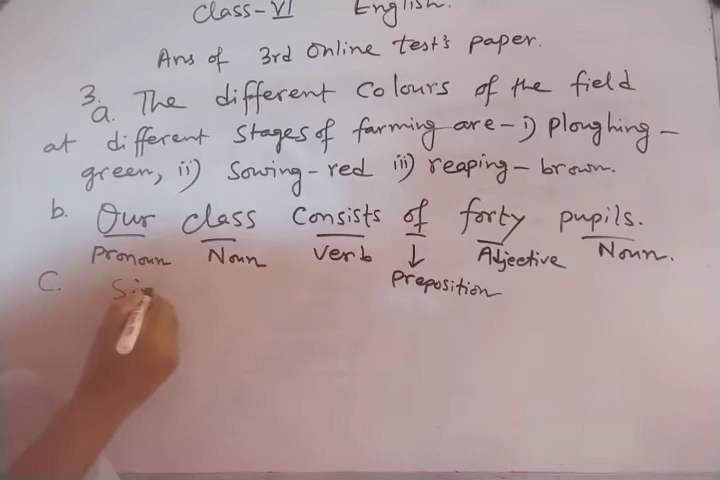 Class-VI English.
Ans of 3rd online test's paper.
3.
a. The different Colours of the field
at different stages of farming are- i) Ploughing-
green, ii) Sowing-red iii) reaping-brown.
b. Our class consists of forty pupils.
Pronoun Noun Verb ↓ Adjective Noun.
Preposition
C. Si